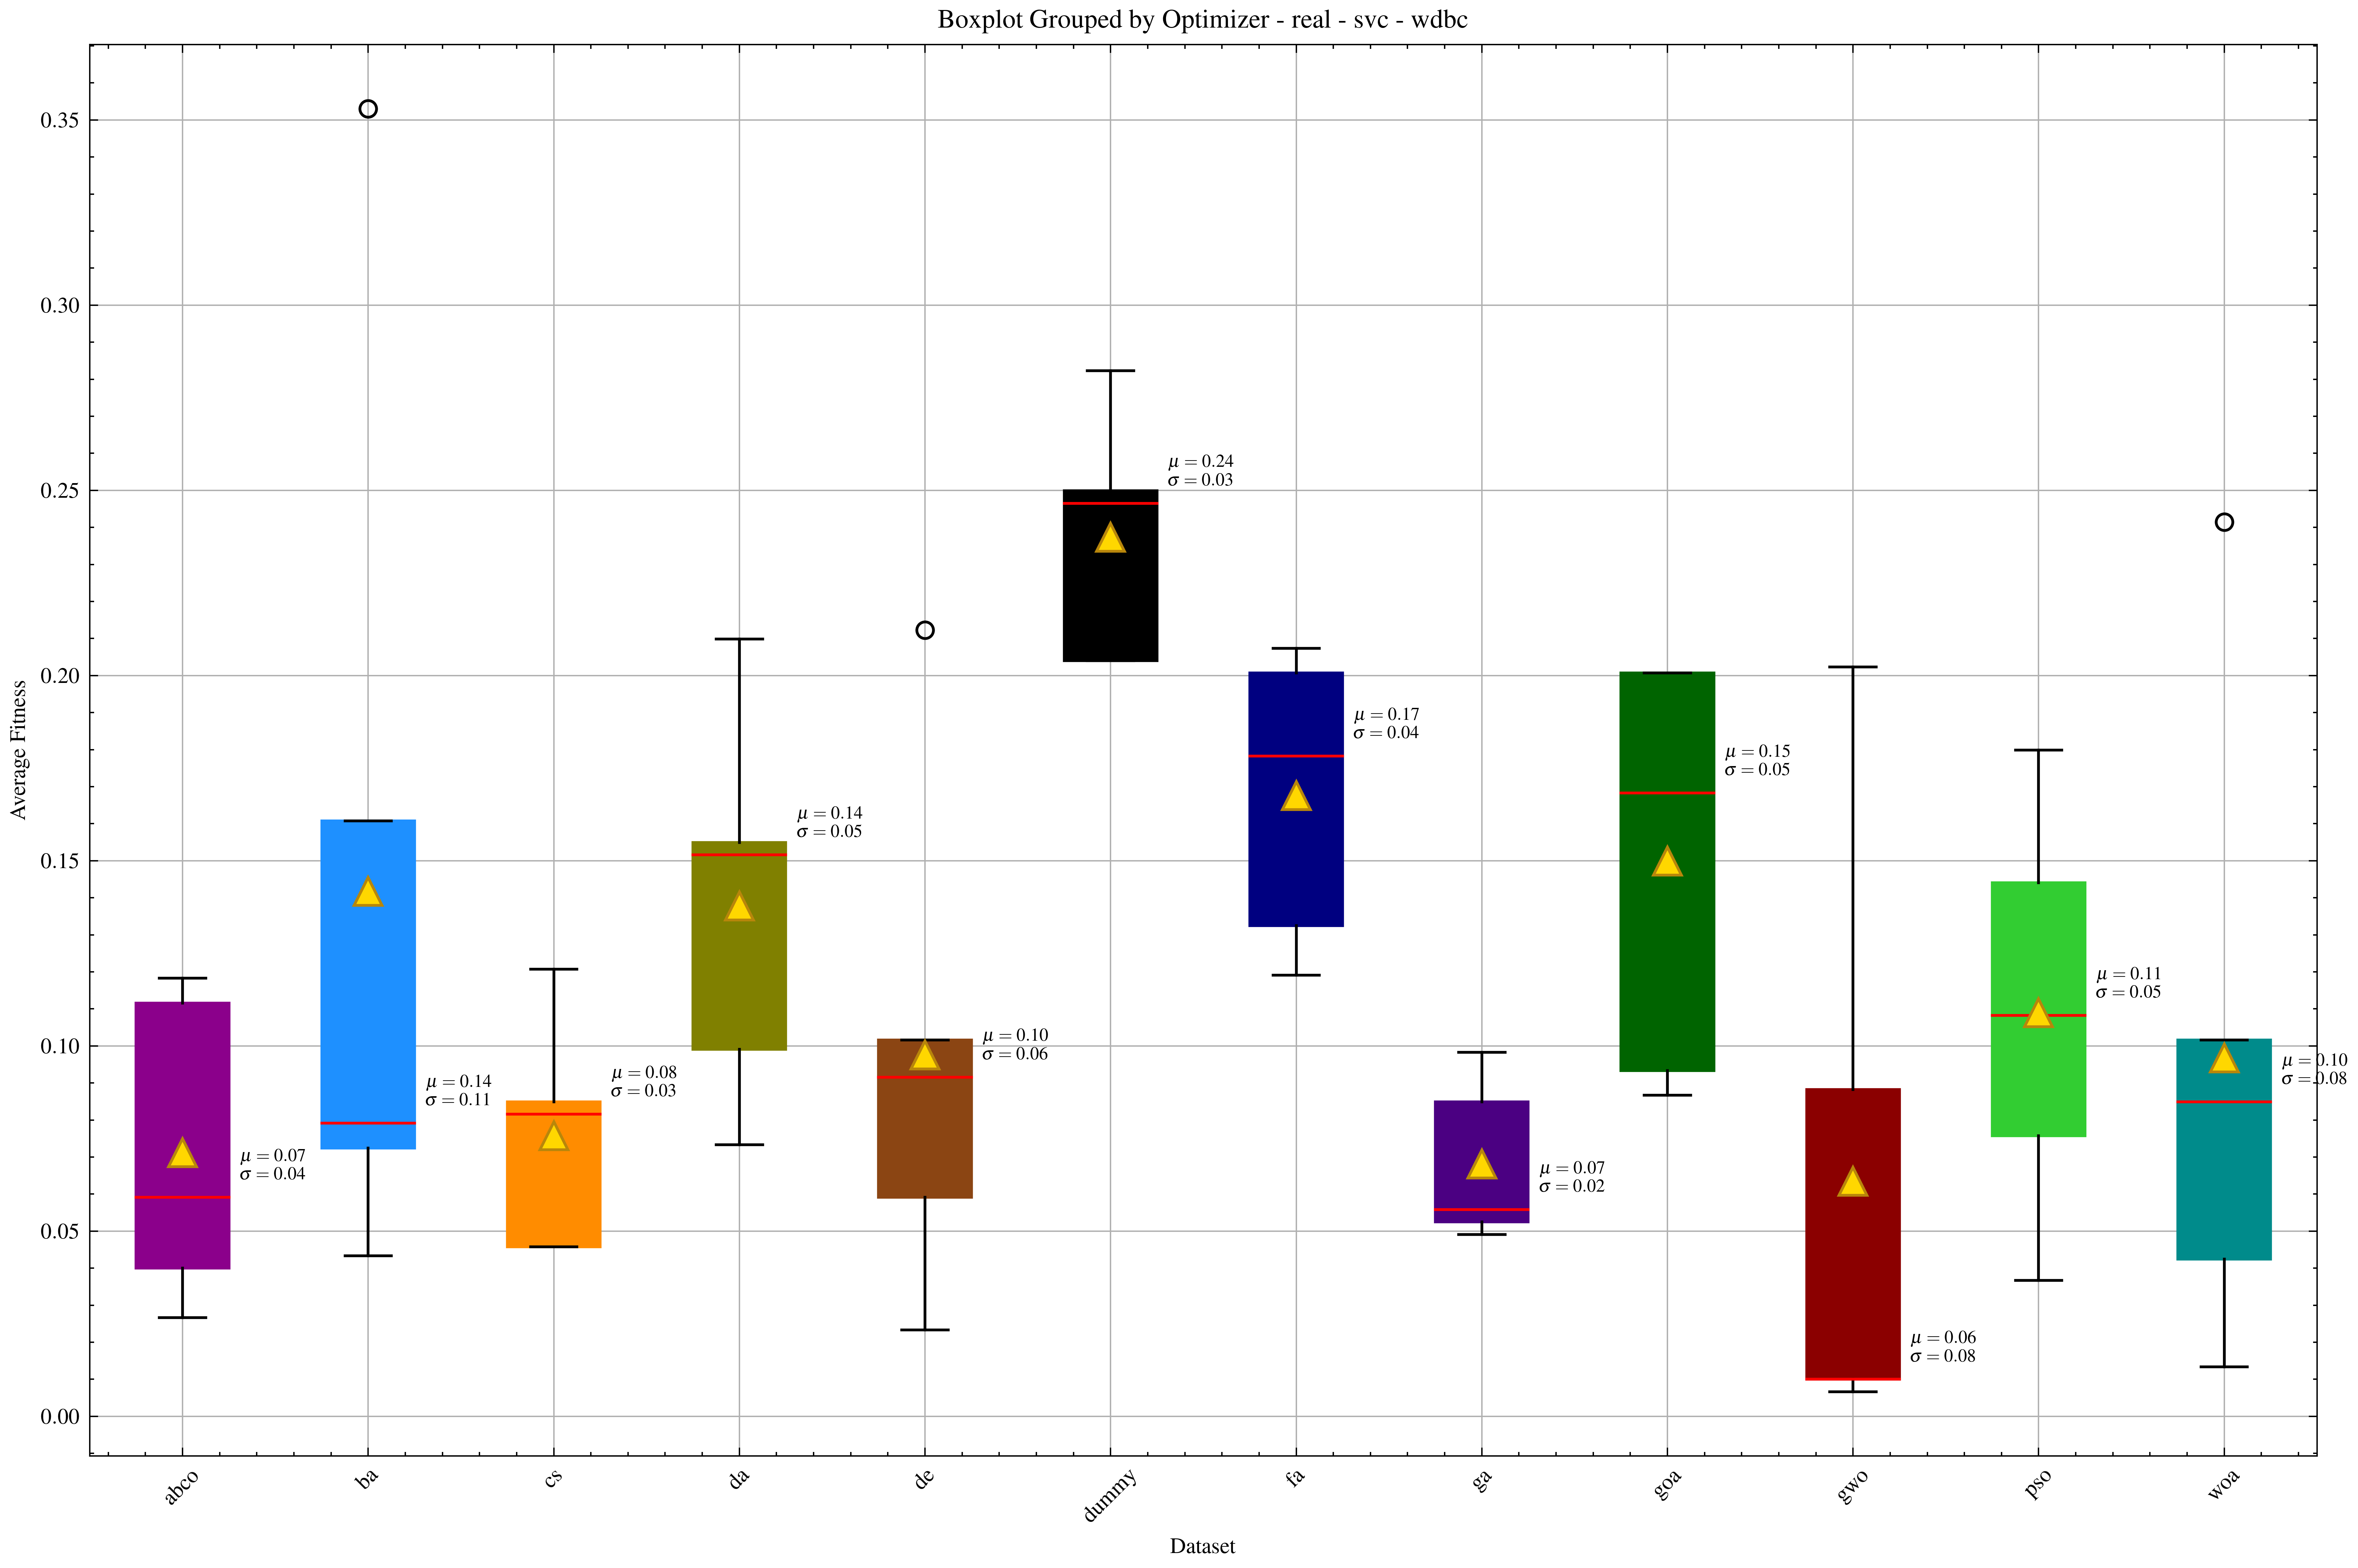 Boxplot Grouped by Optimizer - real - svc - wdbc
Average Fitness
0.35
0.30
0.25
0.20
0.15
0.10
0.05
0.00
μ = 0.07
σ = 0.04
μ = 0.14
σ = 0.11
μ = 0.08
σ = 0.03
μ = 0.14
σ = 0.05
μ = 0.10
σ = 0.06
μ = 0.24
σ = 0.03
μ = 0.17
σ = 0.04
μ = 0.07
σ = 0.02
μ = 0.15
σ = 0.05
μ = 0.06
σ = 0.08
μ = 0.11
σ = 0.05
μ = 0.10
σ = 0.08
abco
ba
cs
da
de
dummy
fa
ga
goa
gwo
pso
woa
Dataset